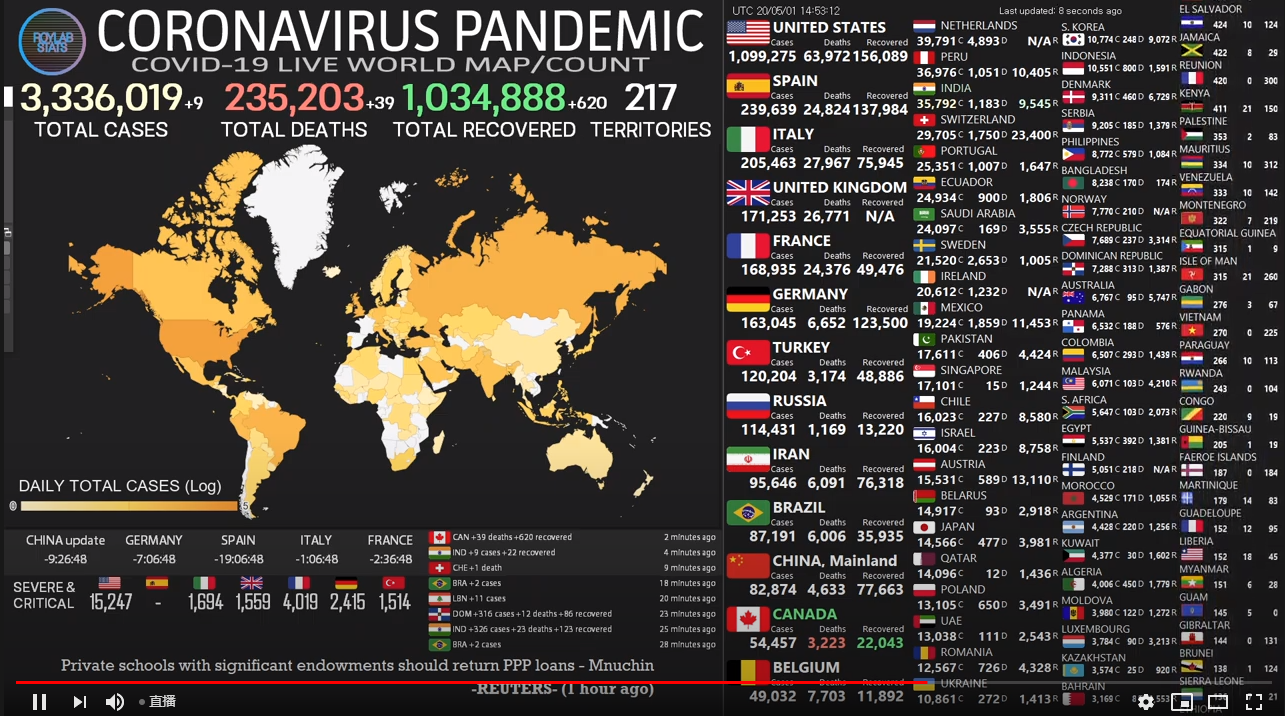 ROYLAB STATS
CORONAVIRUS PANDEMIC
COVID-19 LIVE WORLD MAP/COUNT
3,336,019 +9 235,203 +39 1,034,888 +620 217
TOTAL CASES TOTAL DEATHS TOTAL RECOVERED TERRITORIES
DAILY TOTAL CASES (Log)
0
5
CHINA update GERMANY SPAIN ITALY FRANCE
-9:26:48 -7:06:48 -19:06:48 -1:06:48 -2:36:48
SEVERE & CRITICAL
15,247 - 1,694 1,559 4,019 2,415 1,514
CAN +39 deaths +620 recovered 2 minutes ago
IND +9 cases +22 recovered 4 minutes ago
CHE +1 death 9 minutes ago
BRA +2 cases 18 minutes ago
LBN +11 cases 20 minutes ago
DOM +316 cases +12 deaths +86 recovered 23 minutes ago
IND +326 cases +23 deaths +123 recovered 25 minutes ago
BRA +2 cases 28 minutes ago
Private schools with significant endowments should return PPP loans - Mnuchin
-REUTERS- (1 hour ago)
直播
UTC 20/05/01 14:53:12
Last updated: 8 seconds ago
UNITED STATES
Cases Deaths Recovered
1,099,275 63,972 156,089
SPAIN
Cases Deaths Recovered
239,639 24,824 137,984
ITALY
Cases Deaths Recovered
205,463 27,967 75,945
UNITED KINGDOM
Cases Deaths Recovered
171,253 26,771 N/A
FRANCE
Cases Deaths Recovered
168,935 24,376 49,476
GERMANY
Cases Deaths Recovered
163,045 6,652 123,500
TURKEY
Cases Deaths Recovered
120,204 3,174 48,886
RUSSIA
Cases Deaths Recovered
114,431 1,169 13,220
IRAN
Cases Deaths Recovered
95,646 6,091 76,318
BRAZIL
Cases Deaths Recovered
87,191 6,006 35,935
CHINA, Mainland
Cases Deaths Recovered
82,874 4,633 77,663
CANADA
Cases Deaths Recovered
54,457 3,223 22,043
BELGIUM
Cases Deaths Recovered
49,032 7,703 11,892
NETHERLANDS
39,791 C 4,893 D N/A R
PERU
36,976 C 1,051 D 10,405 R
INDIA
35,792 C 1,183 D 9,545 R
SWITZERLAND
29,705 C 1,750 D 23,400 R
PORTUGAL
25,351 C 1,007 D 1,647 R
ECUADOR
24,934 C 900 D 1,806 R
SAUDI ARABIA
24,097 C 169 D 3,555 R
SWEDEN
21,520 C 2,653 D 1,005 R
IRELAND
20,612 C 1,232 D N/A R
MEXICO
19,224 C 1,859 D 11,453 R
PAKISTAN
17,611 C 406 D 4,424 R
SINGAPORE
17,101 C 15 D 1,244 R
CHILE
16,023 C 227 D 8,580 R
ISRAEL
16,004 C 223 D 8,758 R
AUSTRIA
15,531 C 589 D 13,110 R
BELARUS
14,917 C 93 D 2,918 R
JAPAN
14,566 C 477 D 3,981 R
QATAR
14,096 C 12 D 1,436 R
POLAND
13,105 C 650 D 3,491 R
UAE
13,038 C 111 D 2,543 R
ROMANIA
12,567 C 726 D 4,328 R
UKRAINE
10,861 C 272 D 1,413 R
S. KOREA
10,774 C 248 D 9,072 R
INDONESIA
10,551 C 800 D 1,591 R
DENMARK
9,311 C 460 D 6,729 R
SERBIA
9,205 C 185 D 1,379 R
PHILIPPINES
8,772 C 579 D 1,084 R
BANGLADESH
8,238 C 170 D 174 R
NORWAY
7,770 C 210 D N/A R
CZECH REPUBLIC
7,689 C 237 D 3,314 R
DOMINICAN REPUBLIC
7,288 C 313 D 1,387 R
AUSTRALIA
6,767 C 95 D 5,747 R
PANAMA
6,532 C 188 D 576 R
COLOMBIA
6,507 C 293 D 1,439 R
MALAYSIA
6,071 C 103 D 4,210 R
S. AFRICA
5,647 C 103 D 2,073 R
EGYPT
5,537 C 392 D 1,381 R
FINLAND
5,051 C 218 D N/A R
MOROCCO
4,529 C 171 D 1,055 R
ARGENTINA
4,428 C 220 D 1,256 R
KUWAIT
4,377 C 30 D 1,602 R
ALGERIA
4,006 C 450 D 1,779 R
MOLDOVA
3,980 C 122 D 1,272 R
LUXEMBOURG
3,784 C 90 D 3,213 R
KAZAKHSTAN
3,574 C 25 D 920 R
BAHRAIN
3,169 C
EL SALVADOR
424 10 124
JAMAICA
422 8 29
REUNION
420 0 300
KENYA
411 21 150
PALESTINE
353 2 83
MAURITIUS
334 10 312
VENEZUELA
333 10 142
MONTENEGRO
322 7 219
EQUATORIAL GUINEA
315 1
ISLE OF MAN
315 21 260
GABON
276 3 67
VIETNAM
270 0 225
PARAGUAY
266 10 113
RWANDA
243 0 104
CONGO
220 9 19
GUINEA-BISSAU
205 1 19
FAEROE ISLANDS
187 0 184
MARTINIQUE
179 14 83
GUADELOUPE
152 12 95
LIBERIA
152 18 45
MYANMAR
151 6 28
GUAM
145 5
GIBRALTAR
144 0 131
BRUNEI
138 1 124
SIERRA LEONE